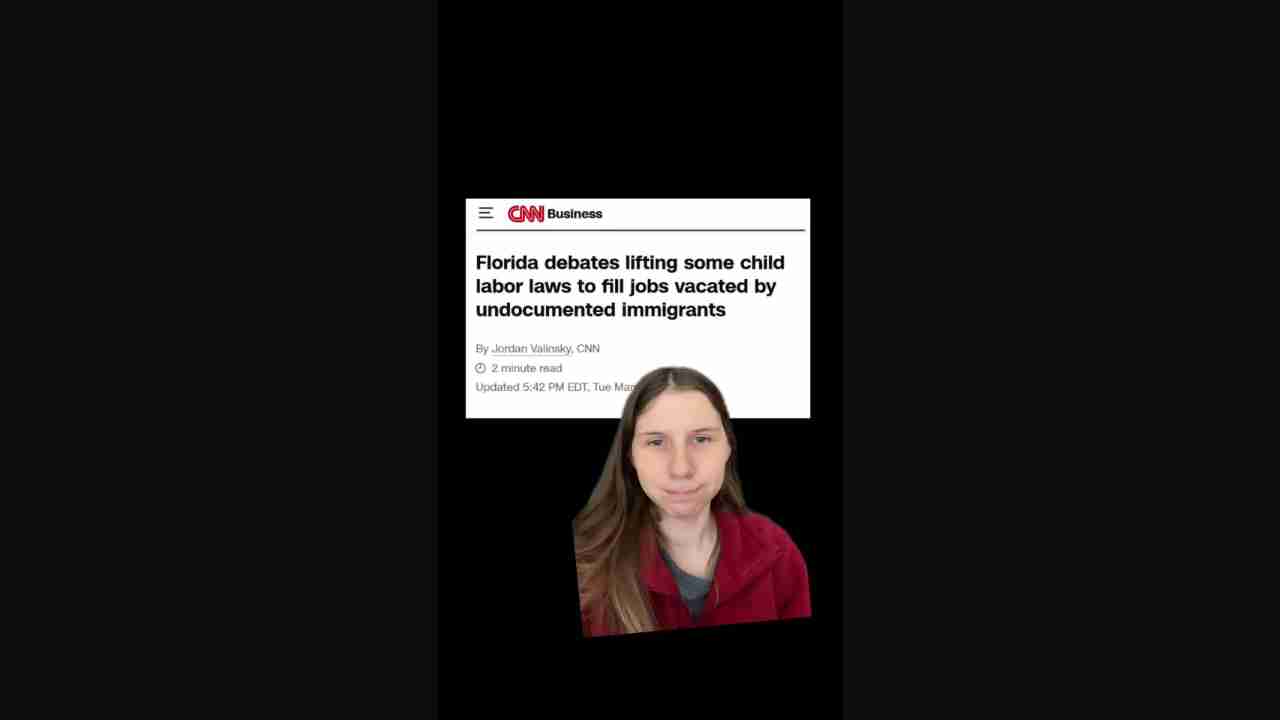 CNN Business
Florida debates lifting some child
labor laws to fill jobs vacated by
undocumented immigrants
By Jordan Valinsky, CNN
2 minute read
Updated 5:42 PM EDT, Tue Mar